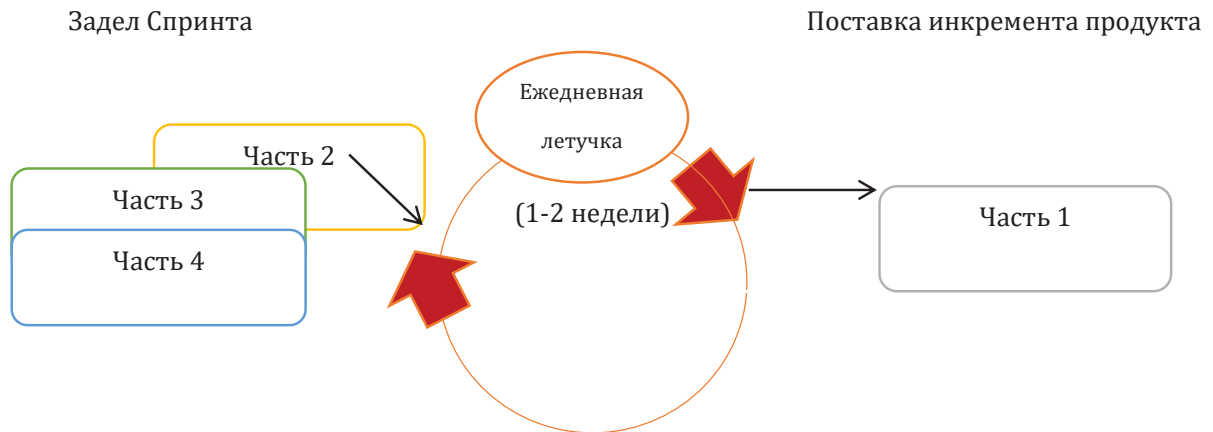 Задел Спринта
Поставка инкремента продукта
Ежедневная
летучка
Часть 2
Часть 3
Часть 4
(1-2 недели)
Часть 1